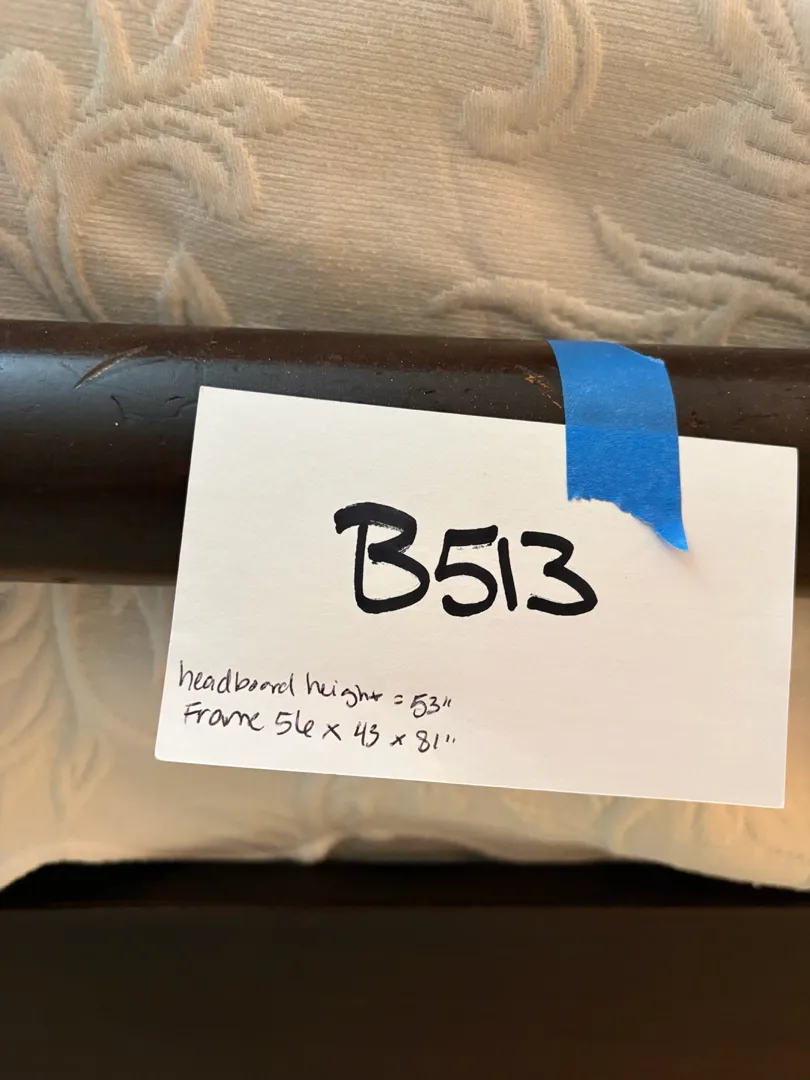 B513
headboard height = 53"
Frame 56 x 43 x 81"